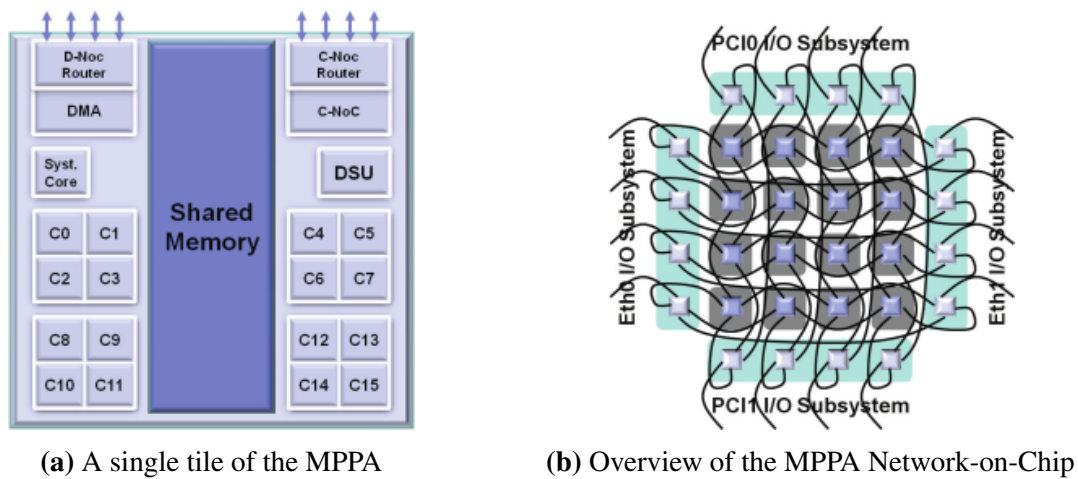 D-Noc
Router
C-Noc
Router
DMA
C-NoC
Syst.
Core
DSU
Shared
Memory
C0 C1
C4 C5
C2 C3
C6 C7
C8 C9
C12 C13
C10 C11
C14 C15
(a) A single tile of the MPPA
PCI0 I/O Subsystem
Eth0 I/O Subsystem
Eth1 I/O Subsystem
PCI1 I/O Subsystem
(b) Overview of the MPPA Network-on-Chip